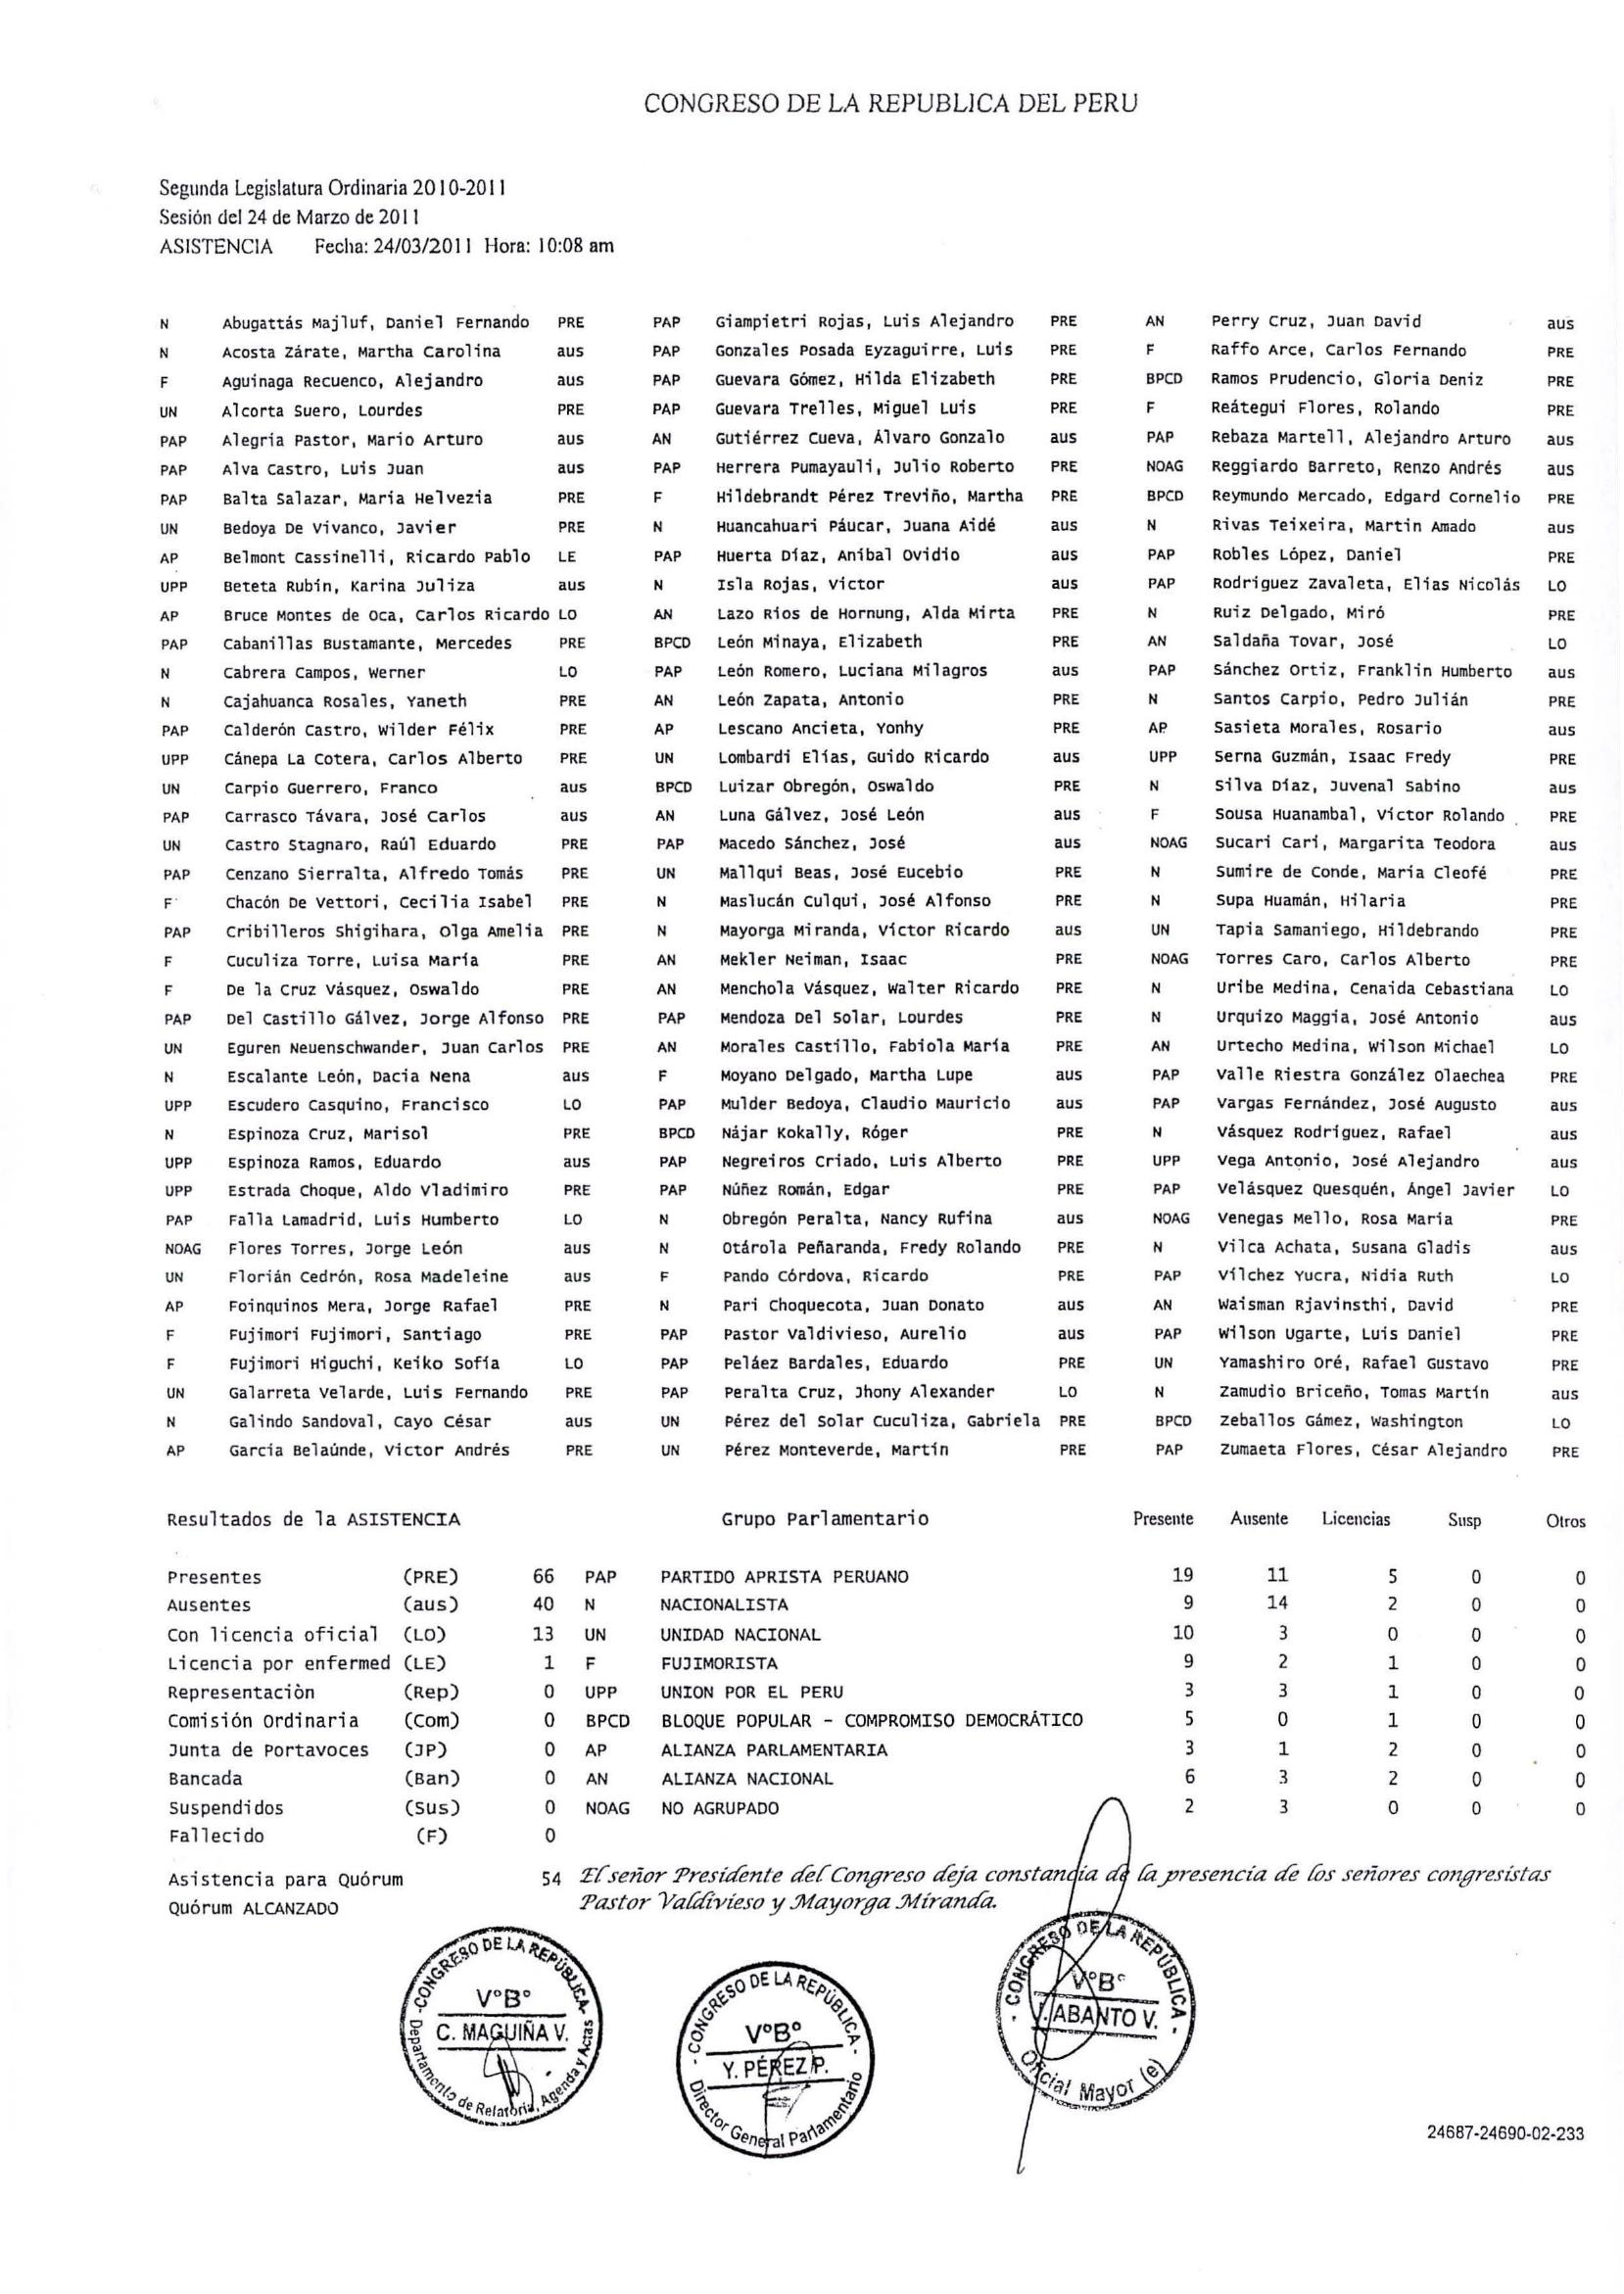 CONGRESO DE LA REPUBLICA DEL PERU
Segunda Legislatura Ordinaria 2010-2011
Sesión del 24 de Marzo de 2011
ASISTENCIA Fecha: 24/03/2011 Hora: 10:08 am
N Abugattás Majluf, Daniel Fernando PRE PAP Giampietri Rojas, Luis Alejandro PRE AN Perry Cruz, Juan David aus
N Acosta Zárate, Martha Carolina aus PAP Gonzales Posada Eyzaguirre, Luis PRE F Raffo Arce, Carlos Fernando PRE
F Aguinaga Recuenco, Alejandro aus PAP Guevara Gómez, Hilda Elizabeth PRE BPCD Ramos Prudencio, Gloria Deniz PRE
UN Alcorta Suero, Lourdes PRE PAP Guevara Trelles, Miguel Luis PRE F Reátegui Flores, Rolando PRE
PAP Alegría Pastor, Mario Arturo aus AN Gutiérrez Cueva, Álvaro Gonzalo aus PAP Rebaza Martell, Alejandro Arturo aus
PAP Alva Castro, Luis Juan aus PAP Herrera Pumayauli, Julio Roberto PRE NOAG Reggiardo Barreto, Renzo Andrés aus
PAP Balta Salazar, María Helvezia PRE F Hildebrandt Pérez Treviño, Martha PRE BPCD Reymundo Mercado, Edgard Cornelio PRE
UN Bedoya De Vivanco, Javier PRE N Huancahuari Páucar, Juana Aidé aus N Rivas Teixeira, Martín Amado aus
AP Belmont Cassinelli, Ricardo Pablo LE PAP Huerta Díaz, Aníbal Ovidio aus PAP Robles López, Daniel PRE
UPP Beteta Rubín, Karina Juliza aus N Isla Rojas, Víctor aus PAP Rodríguez Zavaleta, Elías Nicolás LO
AP Bruce Montes de Oca, Carlos Ricardo LO AN Lazo Ríos de Hornung, Alda Mirta PRE N Ruiz Delgado, Miró PRE
PAP Cabanillas Bustamante, Mercedes PRE BPCD León Minaya, Elizabeth PRE AN Saldaña Tovar, José LO
N Cabrera Campos, Werner LO PAP León Romero, Luciana Milagros aus PAP Sánchez Ortiz, Franklin Humberto aus
N Cajahuanca Rosales, Yaneth PRE AN León Zapata, Antonio PRE N Santos Carpio, Pedro Julián PRE
PAP Calderón Castro, Wilder Félix PRE AP Lescano Ancieta, Yonhy PRE AP Sasieta Morales, Rosario aus
UPP Cánepa La Cotera, Carlos Alberto PRE UN Lombardi Elías, Guido Ricardo aus UPP Serna Guzmán, Isaac Fredy PRE
UN Carpio Guerrero, Franco aus BPCD Luizar Obregón, Oswaldo PRE N Silva Díaz, Juvenal Sabino aus
PAP Carrasco Távara, José Carlos aus AN Luna Gálvez, José León aus F Sousa Huanambal, Víctor Rolando PRE
UN Castro Stagnaro, Raúl Eduardo PRE PAP Macedo Sánchez, José aus NOAG Sucari Cari, Margarita Teodora aus
PAP Cenzano Sierralta, Alfredo Tomás PRE UN Mallqui Beas, José Eucebio PRE N Sumire de Conde, María Cleofé PRE
F Chacón De Vettori, Cecilia Isabel PRE N Maslucán Culqui, José Alfonso PRE N Supa Huamán, Hilaria PRE
PAP Cribilleros Shigihara, Olga Amelia PRE N Mayorga Miranda, Víctor Ricardo aus UN Tapia Samaniego, Hildebrando PRE
F Cuculiza Torre, Luisa María PRE AN Mekler Neiman, Isaac PRE NOAG Torres Caro, Carlos Alberto PRE
F De la Cruz Vásquez, Oswaldo PRE AN Menchola Vásquez, Walter Ricardo PRE N Uribe Medina, Cenaida Cebastiana LO
PAP Del Castillo Gálvez, Jorge Alfonso PRE PAP Mendoza Del Solar, Lourdes PRE N Urquizo Maggia, José Antonio aus
UN Eguren Neuenschwander, Juan Carlos PRE AN Morales Castillo, Fabiola María PRE AN Urtecho Medina, Wilson Michael LO
N Escalante León, Dacia Nena aus F Moyano Delgado, Martha Lupe aus PAP Valle Riestra González Olaechea PRE
UPP Escudero Casquino, Francisco LO PAP Mulder Bedoya, Claudio Mauricio aus PAP Vargas Fernández, José Augusto aus
N Espinoza Cruz, Marisol PRE BPCD Nájar Kokally, Róger PRE N Vásquez Rodríguez, Rafael aus
UPP Espinoza Ramos, Eduardo aus PAP Negreiros Criado, Luis Alberto PRE UPP Vega Antonio, José Alejandro aus
UPP Estrada Choque, Aldo Vladimiro PRE PAP Núñez Román, Edgar PRE PAP Velásquez Quesquén, Ángel Javier LO
PAP Falla Lamadrid, Luis Humberto LO N Obregón Peralta, Nancy Rufina aus NOAG Venegas Mello, Rosa María PRE
NOAG Flores Torres, Jorge León aus N Otárola Peñaranda, Fredy Rolando PRE N Vilca Achata, Susana Gladis aus
UN Florián Cedrón, Rosa Madeleine aus F Pando Córdova, Ricardo PRE PAP Vílchez Yucra, Nidia Ruth LO
AP Foinquinos Mera, Jorge Rafael PRE N Pari Choquecota, Juan Donato aus AN Waisman Rjavinsthi, David PRE
F Fujimori Fujimori, Santiago PRE PAP Pastor Valdivieso, Aurelio aus PAP Wilson Ugarte, Luis Daniel PRE
F Fujimori Higuchi, Keiko Sofía LO PAP Peláez Bardales, Eduardo PRE UN Yamashiro Oré, Rafael Gustavo PRE
UN Galarreta Velarde, Luis Fernando PRE PAP Peralta Cruz, Jhony Alexander LO N Zamudio Briceño, Tomas Martín aus
N Galindo Sandoval, Cayo César aus UN Pérez del Solar Cuculiza, Gabriela PRE BPCD Zeballos Gámez, Washington LO
AP García Belaúnde, Víctor Andrés PRE UN Pérez Monteverde, Martín PRE PAP Zumaeta Flores, César Alejandro PRE
Resultados de la ASISTENCIA Grupo Parlamentario Presente Ausente Licencias Susp Otros
Presentes (PRE) 66 PAP PARTIDO APRISTA PERUANO 19 11 5 0 0
Ausentes (aus) 40 N NACIONALISTA 9 14 2 0 0
Con licencia oficial (LO) 13 UN UNIDAD NACIONAL 10 3 0 0 0
Licencia por enfermed (LE) 1 F FUJIMORISTA 9 2 1 0 0
Representaciòn (Rep) 0 UPP UNION POR EL PERU 3 3 1 0 0
Comisión Ordinaria (Com) 0 BPCD BLOQUE POPULAR - COMPROMISO DEMOCRÁTICO 5 0 1 0 0
Junta de Portavoces (JP) 0 AP ALIANZA PARLAMENTARIA 3 1 2 0 0
Bancada (Ban) 0 AN ALIANZA NACIONAL 6 3 2 0 0
Suspendidos (Sus) 0 NOAG NO AGRUPADO 2 3 0 0 0
Fallecido (F) 0
Asistencia para Quórum 54 El señor Presidente del Congreso deja constancia de la presencia de los señores congresistas
Quórum ALCANZADO Pastor Valdivieso y Mayorga Miranda.
- CONGRESO DE LA REPÚBLICA -
V°B°
C. MAGUIÑA V.
Departamento de Relatoría, Agenda y Actas
- CONGRESO DE LA REPÚBLICA -
V°B°
Y. PÉREZ P.
Director General Parlamentario
- CONGRESO DE LA REPÚBLICA -
V°B°
J. ABANTO V.
Oficial Mayor (e)
24687-24690-02-233